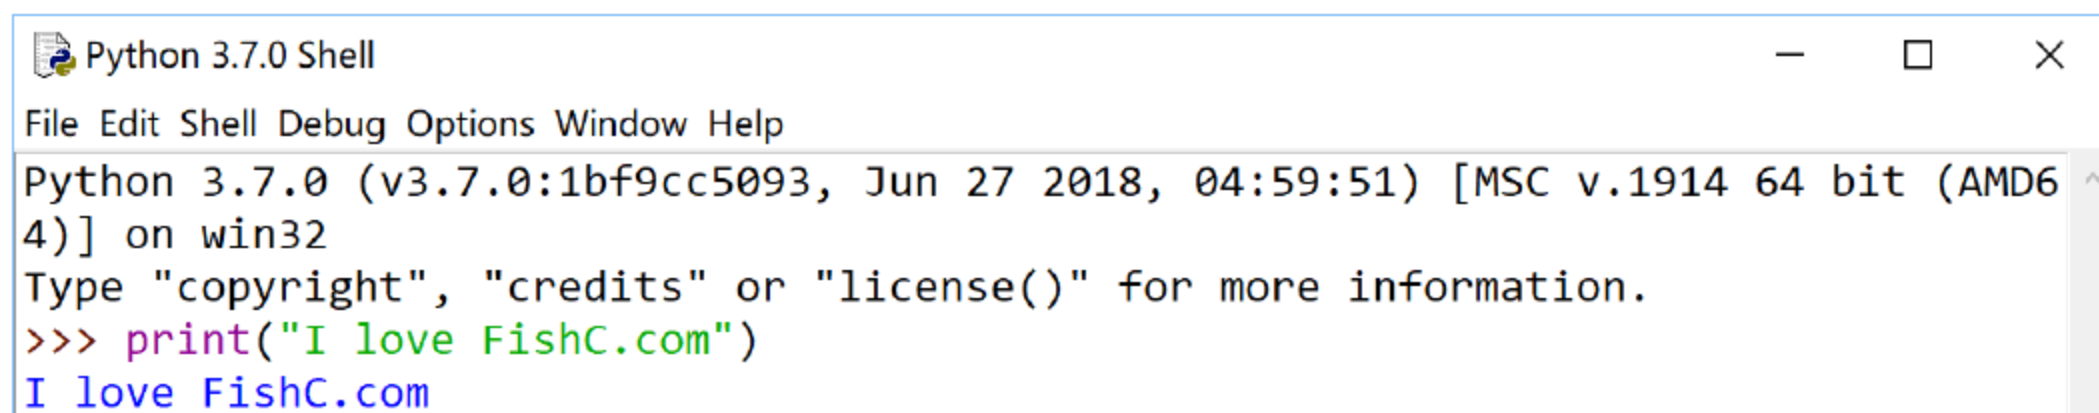 Python 3.7.0 Shell
File Edit Shell Debug Options Window Help
Python 3.7.0 (v3.7.0:1bf9cc5093, Jun 27 2018, 04:59:51) [MSC v.1914 64 bit (AMD6
4)] on win32
Type "copyright", "credits" or "license()" for more information.
>>> print("I love FishC.com")
I love FishC.com